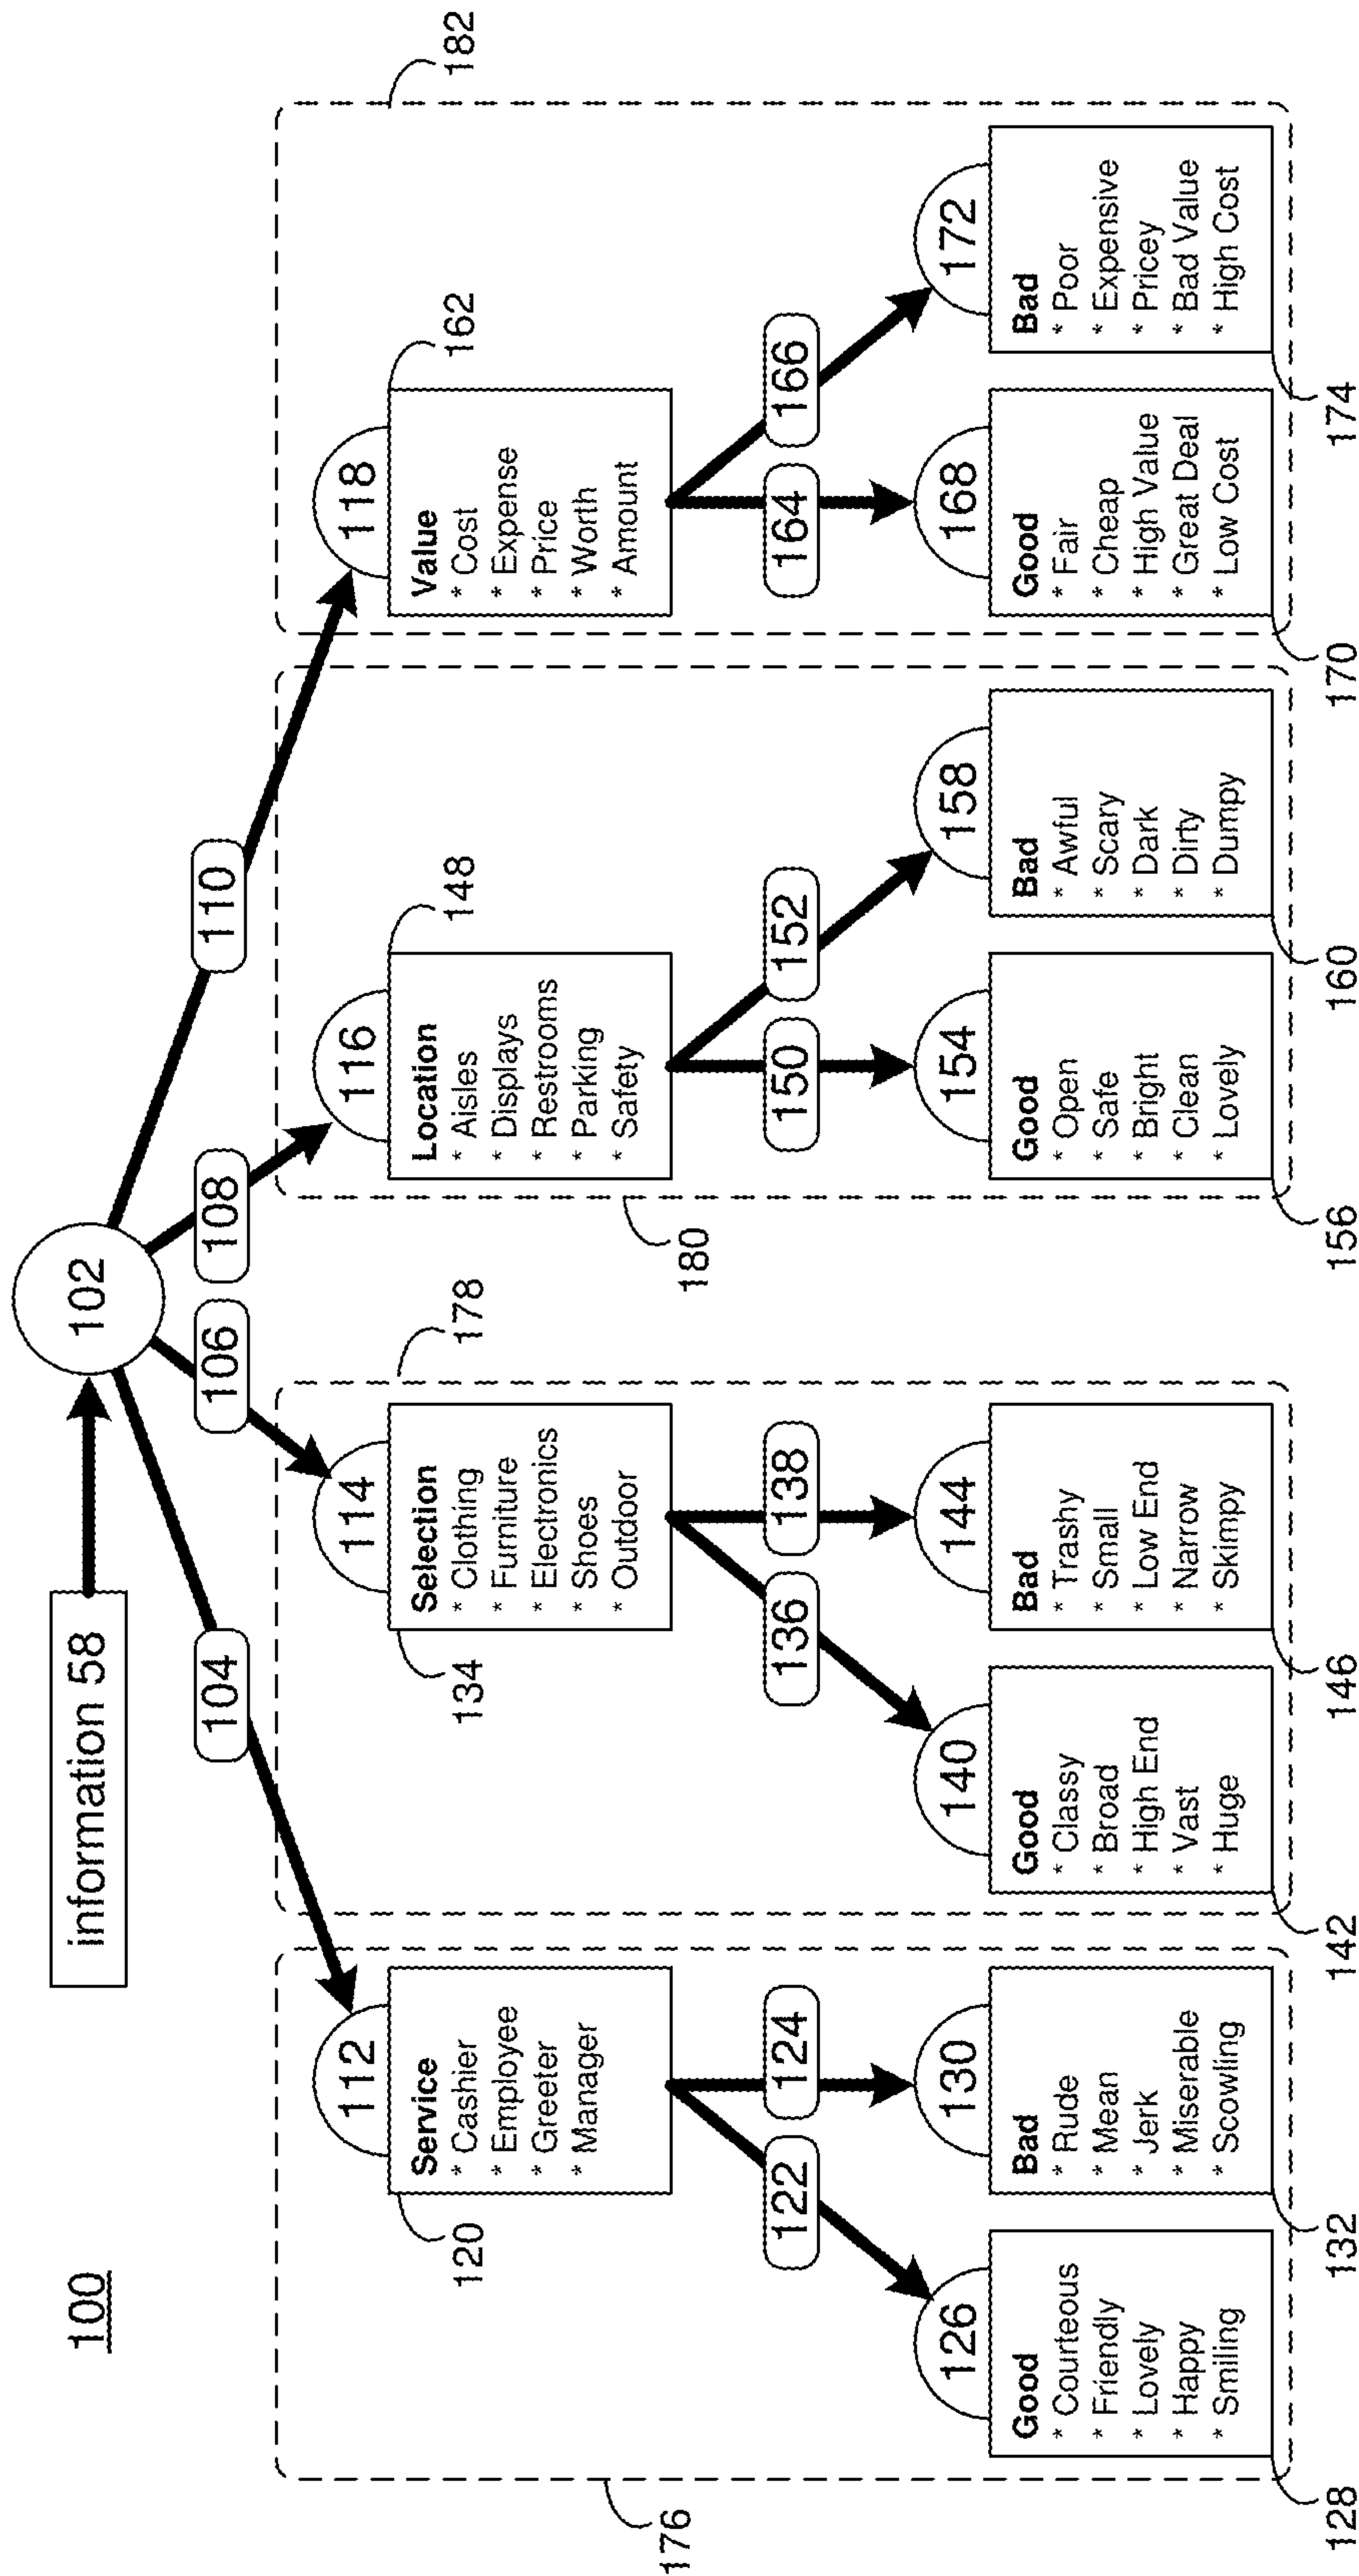 100
information 58
102
104
106
108
110
176
178
180
182
112
Service
* Cashier
* Employee
* Greeter
* Manager
120
122
124
126
Good
* Courteous
* Friendly
* Lovely
* Happy
* Smiling
128
130
Bad
* Rude
* Mean
* Jerk
* Miserable
* Scowling
132
114
Selection
* Clothing
* Furniture
* Electronics
* Shoes
* Outdoor
134
136
138
140
Good
* Classy
* Broad
* High End
* Vast
* Huge
142
144
Bad
* Trashy
* Small
* Low End
* Narrow
* Skimpy
146
116
Location
* Aisles
* Displays
* Restrooms
* Parking
* Safety
148
150
152
154
Good
* Open
* Safe
* Bright
* Clean
* Lovely
156
158
Bad
* Awful
* Scary
* Dark
* Dirty
* Dumpy
160
118
Value
* Cost
* Expense
* Price
* Worth
* Amount
162
164
166
168
Good
* Fair
* Cheap
* High Value
* Great Deal
* Low Cost
170
172
Bad
* Poor
* Expensive
* Pricey
* Bad Value
* High Cost
174